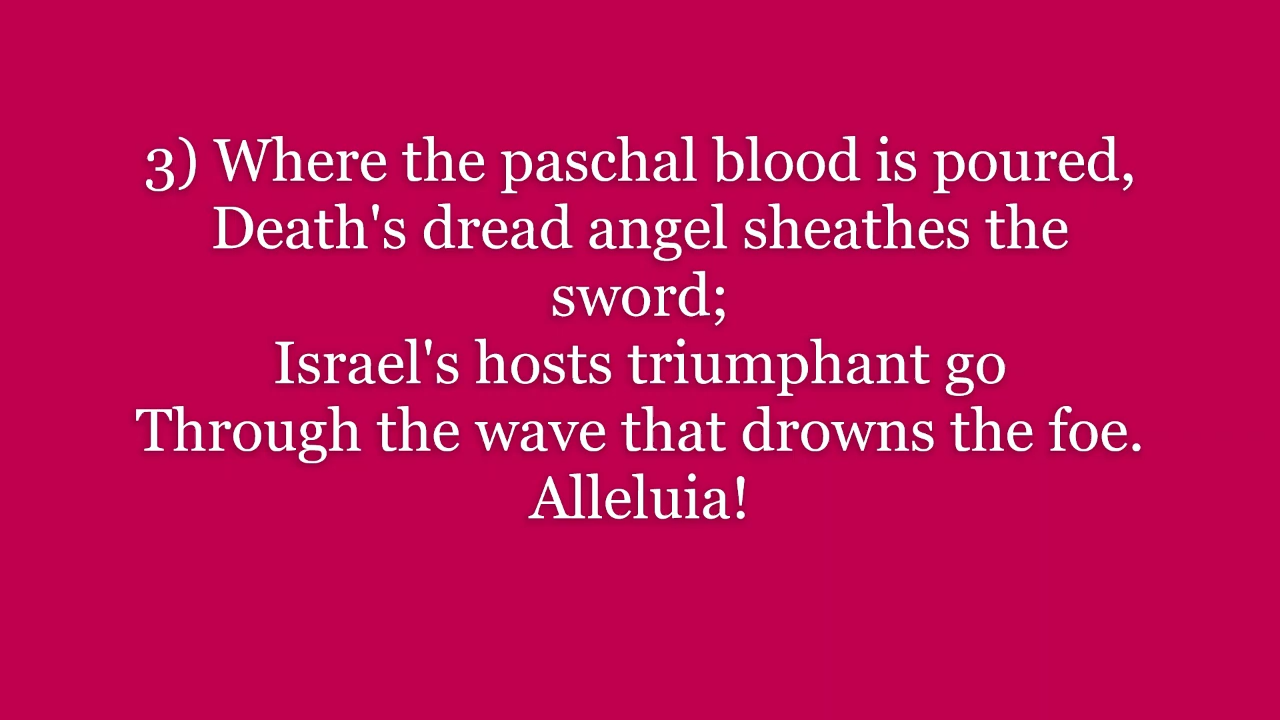 3) Where the paschal blood is poured,
Death's dread angel sheathes the
sword;
Israel's hosts triumphant go
Through the wave that drowns the foe.
Alleluia!